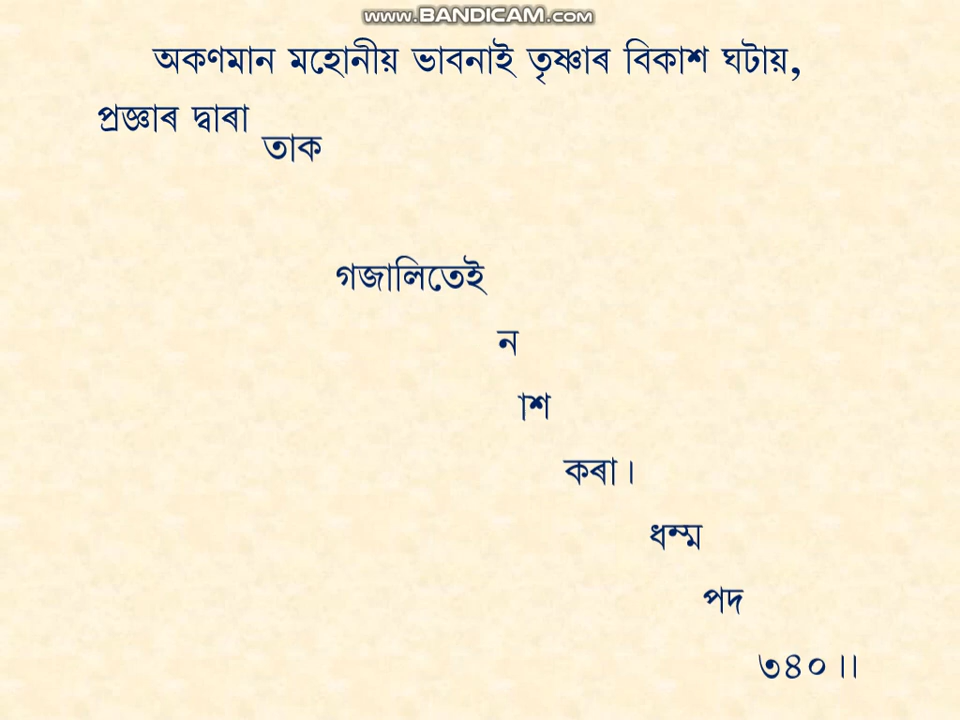 www.BANDICAM.com
অকণমান মহোনীয় ভাবনাই তৃষ্ণাৰ বিকাশ ঘটায়,
প্ৰজ্ঞাৰ দ্বাৰা
তাক
গজালিতেই
ন
াশ
কৰা।
ধম্ম
পদ
৩৪০।।